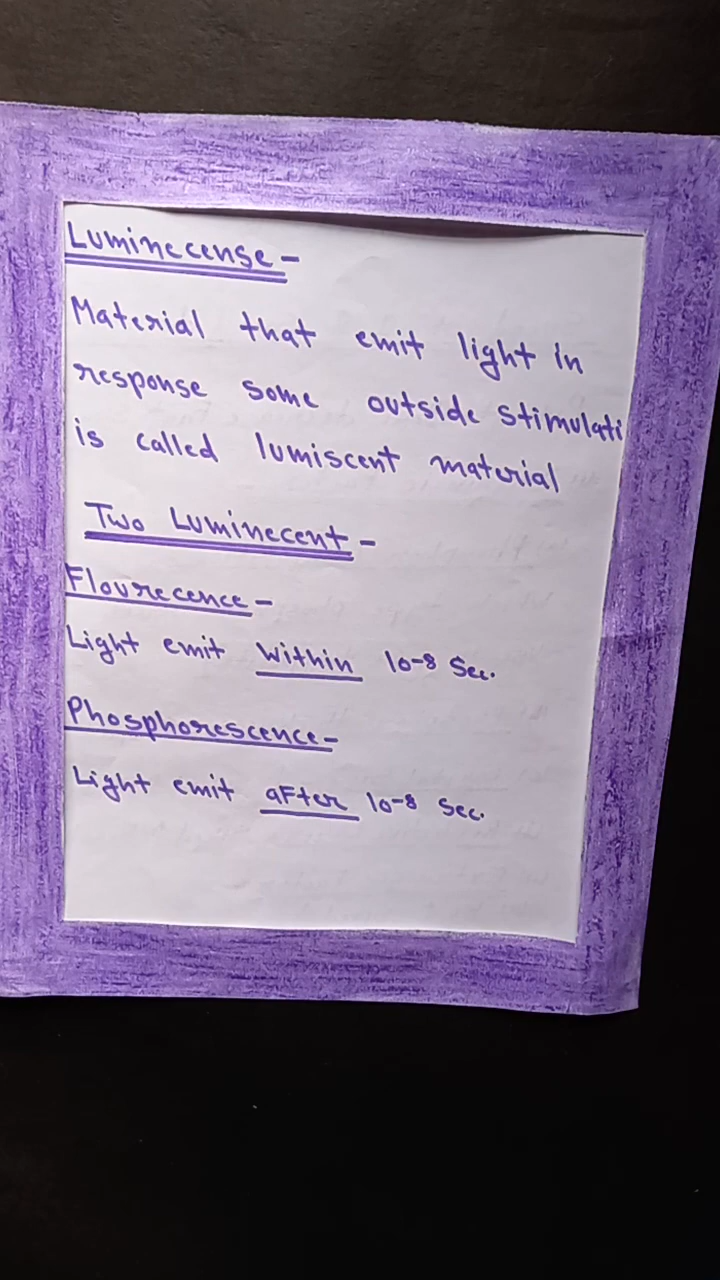 Luminecense -
Material that emit light in
response some outside stimulati
is called lumiscent material
Two Luminecent -
Flourecence -
Light emit within 10-8 Sec.
Phosphorescence -
Light emit after 10-8 Sec.